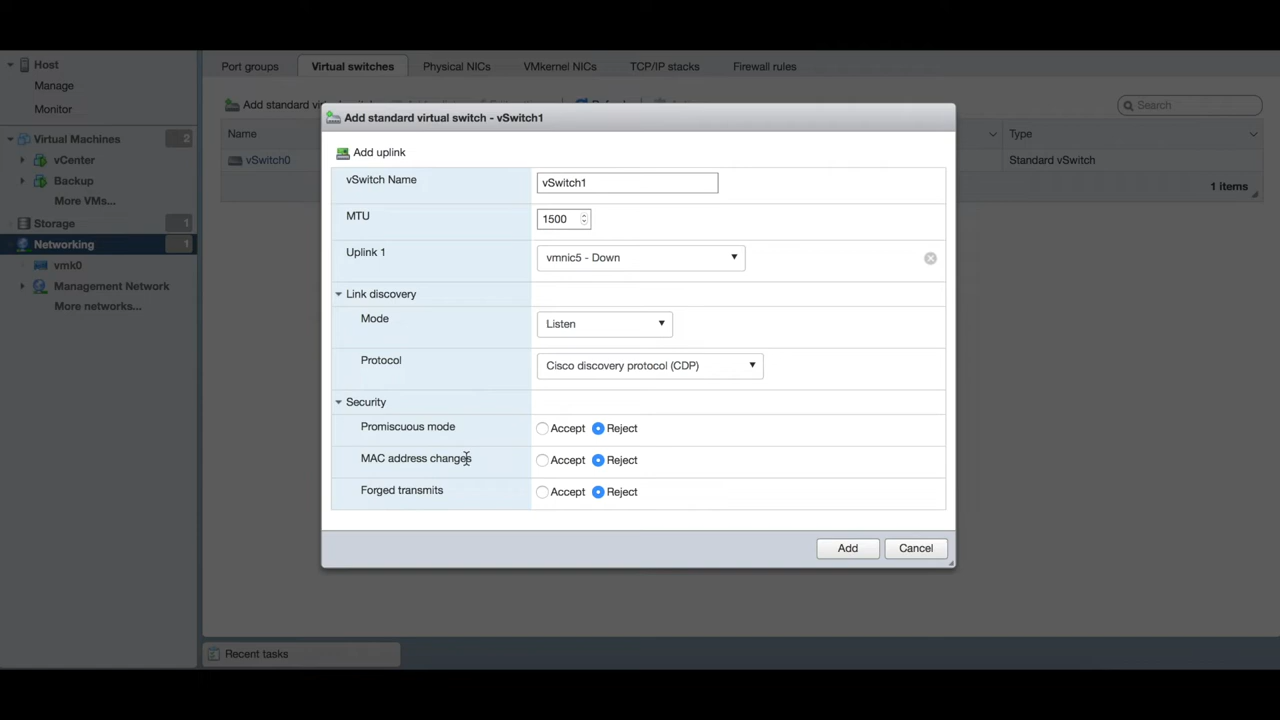 Host
Manage
Monitor
Virtual Machines 2
vCenter
Backup
More VMs...
Storage 1
Networking 1
vmk0
Management Network
More networks...
Port groups Virtual switches Physical NICs VMkernel NICs TCP/IP stacks Firewall rules
Add standard Search
Name Type
vSwitch0 Standard vSwitch
1 items
Add standard virtual switch - vSwitch1
Add uplink
vSwitch Name vSwitch1
MTU 1500
Uplink 1 vmnic5 - Down
Link discovery
Mode Listen
Protocol Cisco discovery protocol (CDP)
Security
Promiscuous mode Accept Reject
MAC address changes Accept Reject
Forged transmits Accept Reject
Add Cancel
Recent tasks